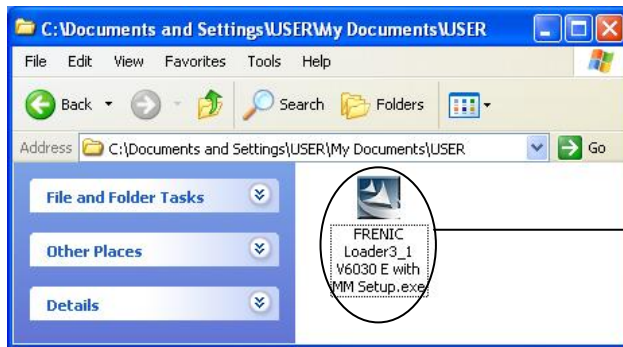 C:\Documents and Settings\USER\My Documents\USER
File Edit View Favorites Tools Help
Back Search Folders
Address C:\Documents and Settings\USER\My Documents\USER Go
File and Folder Tasks
Other Places
Details
FRENIC
Loader3_1
V6030 E with
MM Setup.exe